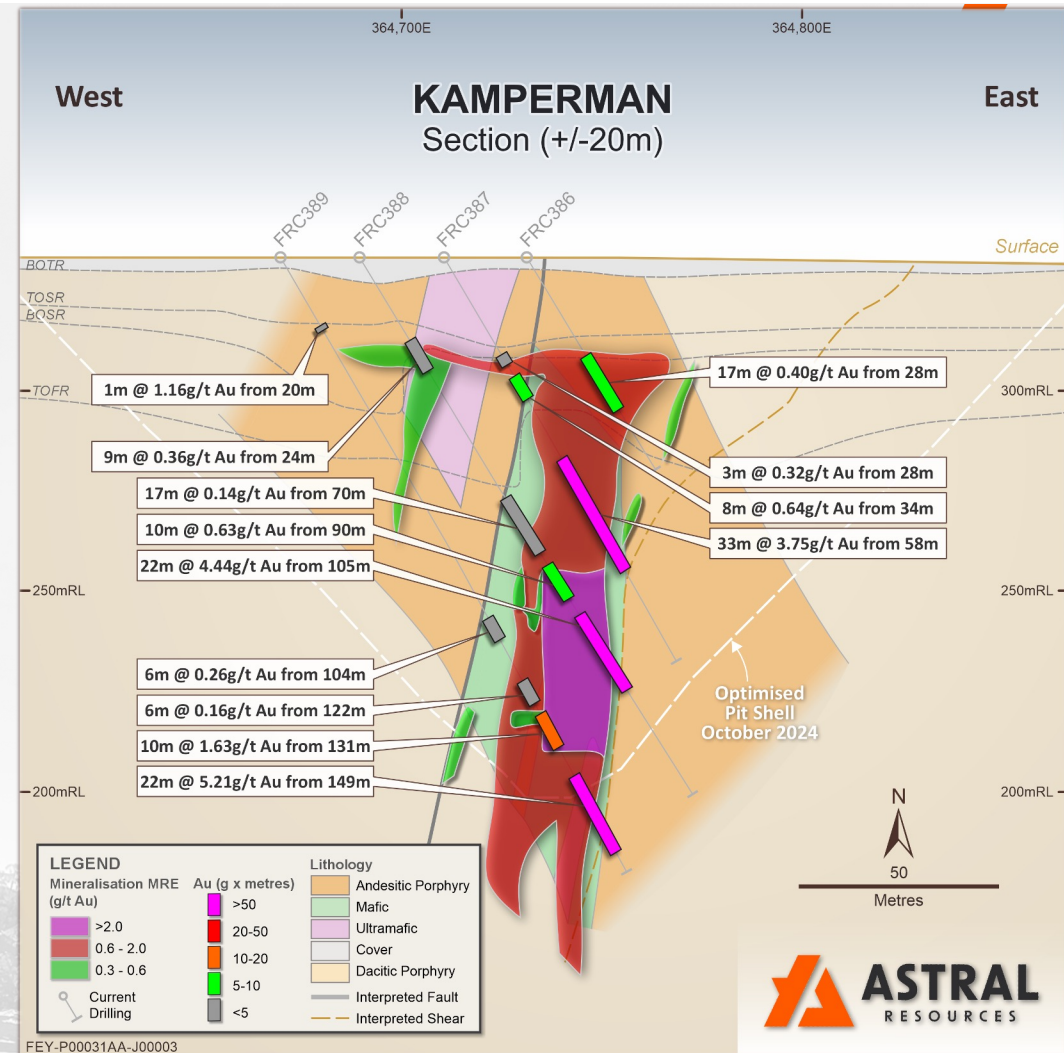 364,700E
364,800E
West
KAMPERMAN
East
Section (+/-20m)
FRC389
FRC388
FRC387
FRC386
Surface
BOTR
TOSR
BOSR
TOFR
300mRL
300mRL
1m @ 1.16g/t Au from 20m
17m @ 0.40g/t Au from 28m
9m @ 0.36g/t Au from 24m
3m @ 0.32g/t Au from 28m
17m @ 0.14g/t Au from 70m
8m @ 0.64g/t Au from 34m
10m @ 0.63g/t Au from 90m
33m @ 3.75g/t Au from 58m
22m @ 4.44g/t Au from 105m
250mRL
250mRL
6m @ 0.26g/t Au from 104m
6m @ 0.16g/t Au from 122m
10m @ 1.63g/t Au from 131m
22m @ 5.21g/t Au from 149m
Optimised
Pit Shell
October 2024
200mRL
200mRL
N
50
Metres
LEGEND
Mineralisation MRE
(g/t Au)
>2.0
0.6 - 2.0
0.3 - 0.6
Current
Drilling
Au (g x metres)
>50
20-50
10-20
5-10
<5
Lithology
Andesitic Porphyry
Mafic
Ultramafic
Cover
Dacitic Porphyry
Interpreted Fault
Interpreted Shear
ASTRAL
RESOURCES
FEY-P00031AA-J00003